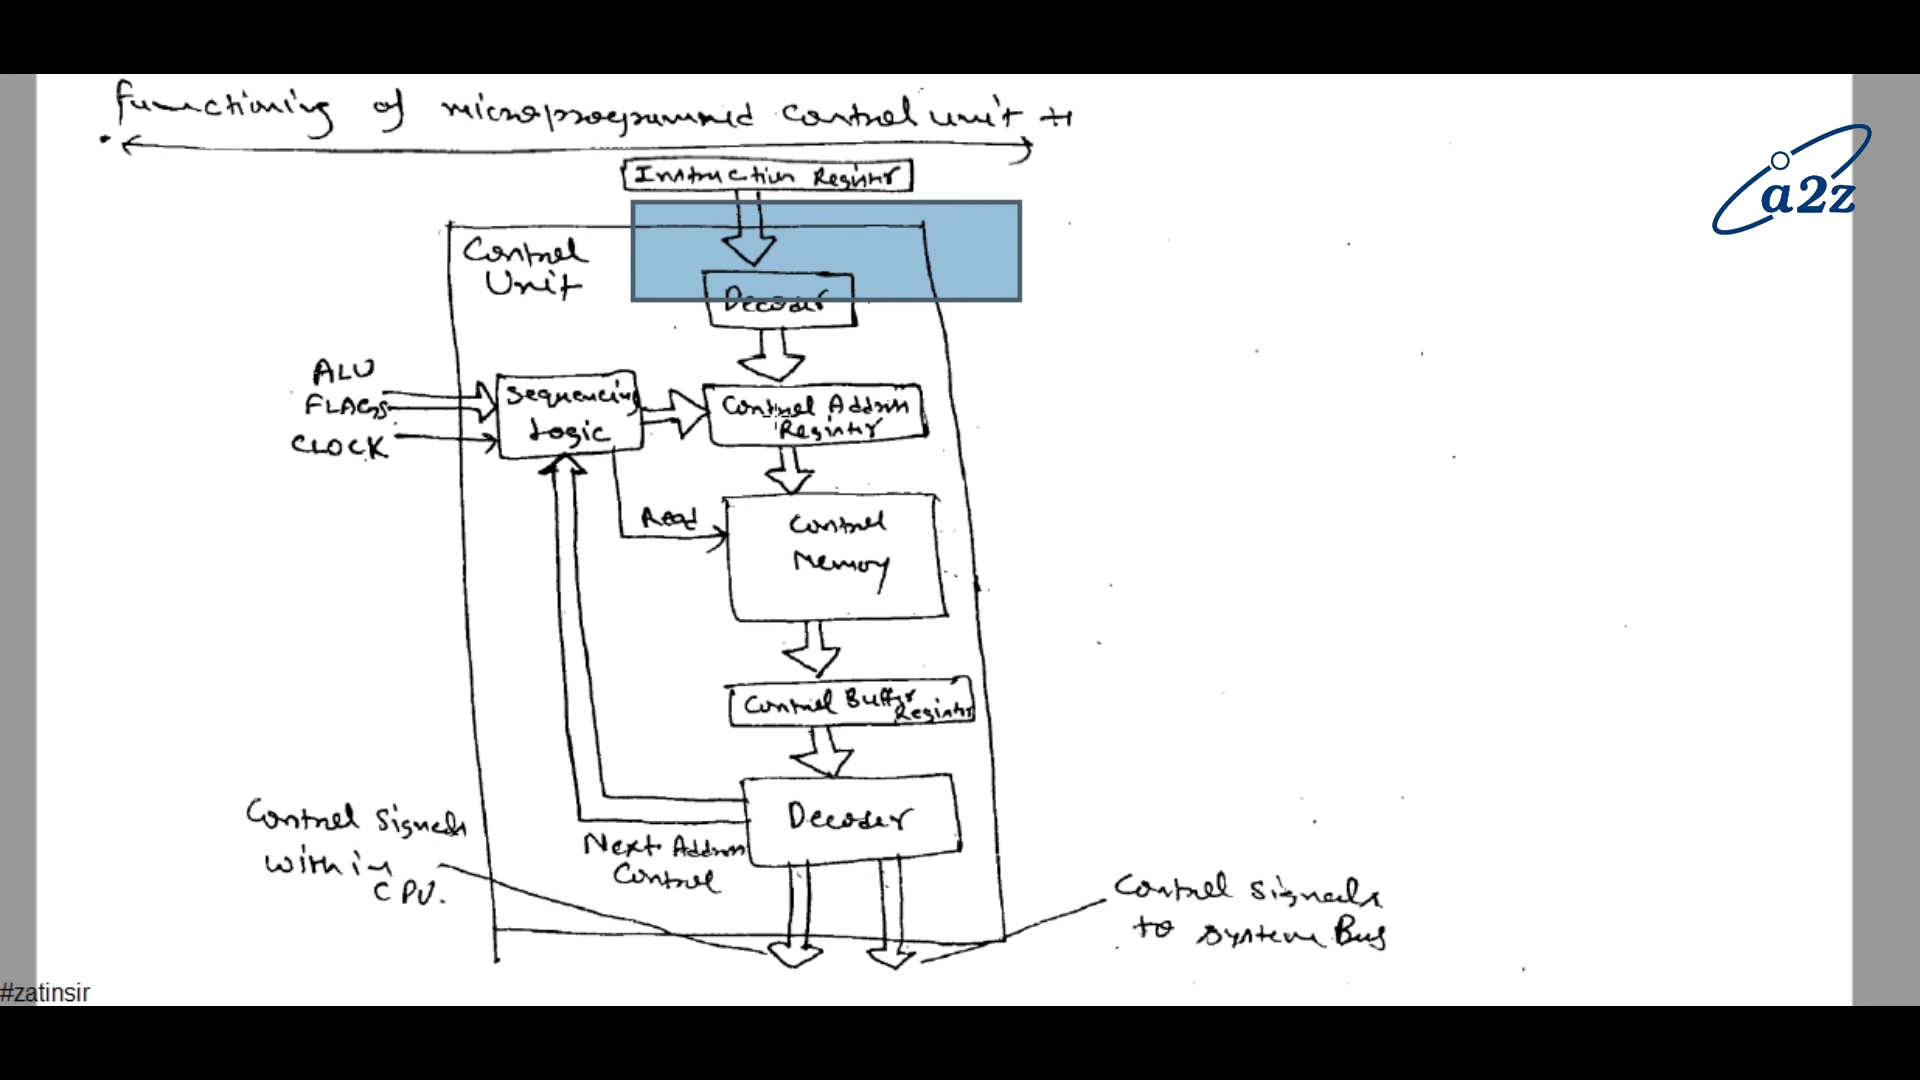 Functioning of microprogrammed control unit
Instruction Register
Control
Unit
Decoder
ALU
FLAGS
CLOCK
Sequencing
Logic
Control Address
Register
Read
Control
Memory
Control Buffer
Register
Decoder
Next Address
Control
Control Signals
within
CPU.
Control Signals
to system Bus
a2z
#zatinsir